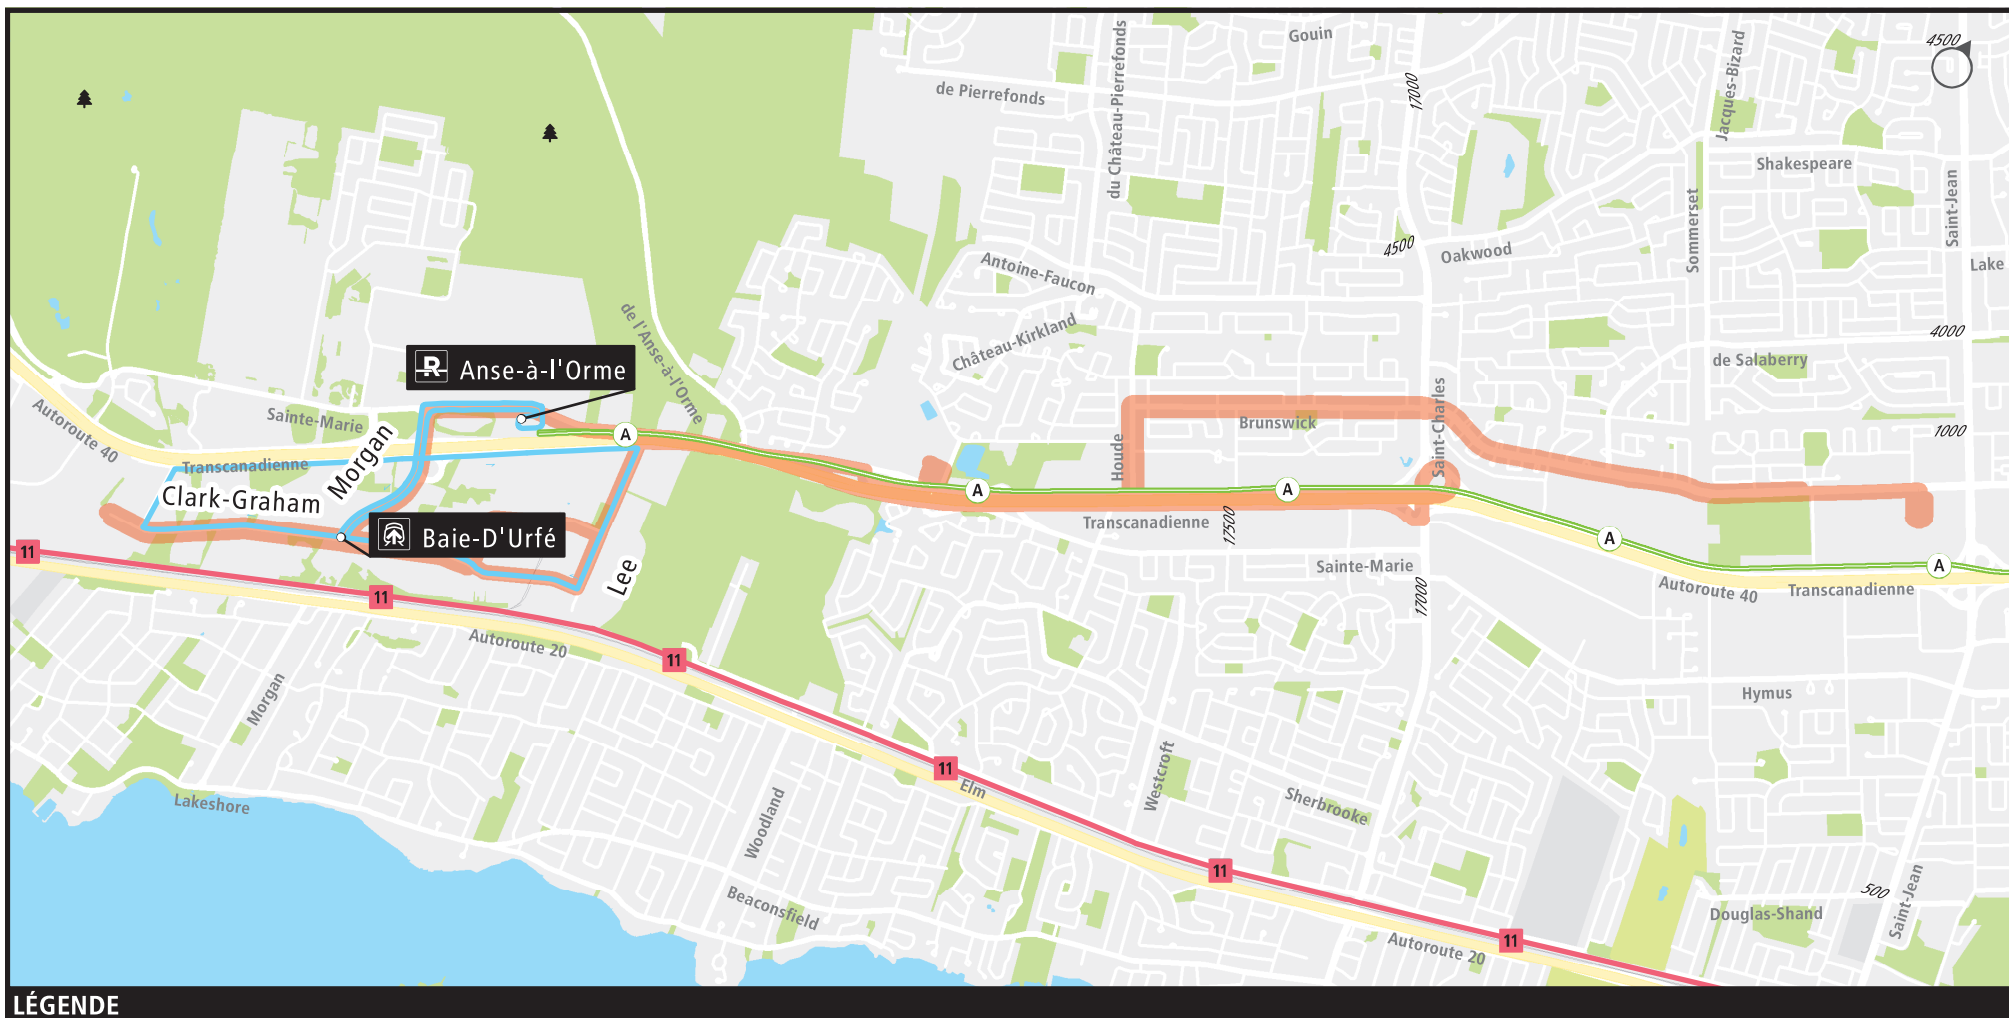 Gouin
4500
de Pierrefonds
du Château-Pierrefonds
17000
Jacques-Bizard
Shakespeare
Saint-Jean
Sommerset
4500
Oakwood
Lake
Antoine-Faucon
de l'Anse-à-l'Orme
Château-Kirkland
4000
de Salaberry
R Anse-à-l'Orme
Autoroute 40
Sainte-Marie
Morgan
Saint-Charles
Brunswick
1000
A
Houde
Transcanadienne
Clark-Graham
A
A
17500
Transcanadienne
Baie-D'Urfé
A
11
Sainte-Marie
A
Lee
11
17000
Autoroute 40
Transcanadienne
Autoroute 20
11
Morgan
Hymus
11
Westcroft
Elm
Lakeshore
Woodland
Sherbrooke
11
Beaconsfield
500
Saint-Jean
Douglas-Shand
11
Autoroute 20
LÉGENDE